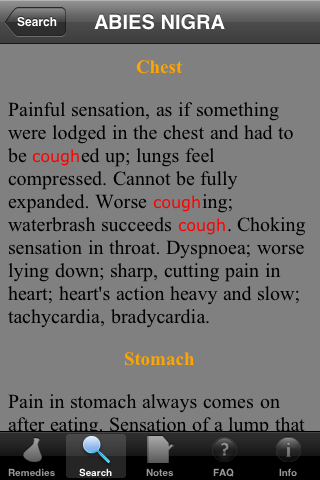 Search
ABIES NIGRA
Chest
Painful sensation, as if something
were lodged in the chest and had to
be coughed up; lungs feel
compressed. Cannot be fully
expanded. Worse coughing;
waterbrash succeeds cough. Choking
sensation in throat. Dyspnoea; worse
lying down; sharp, cutting pain in
heart; heart's action heavy and slow;
tachycardia, bradycardia.
Stomach
Pain in stomach always comes on
after eating. Sensation of a lump that
Remedies
Search
Notes
FAQ
Info